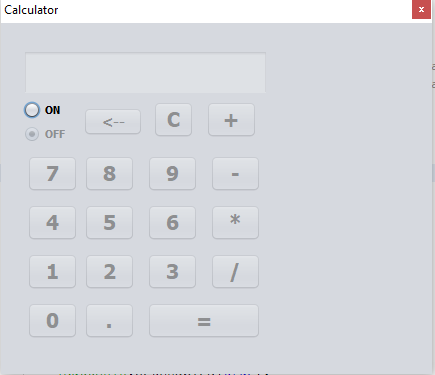 Calculator
x
ON
OFF
<-- C +
7 8 9 -
4 5 6 *
1 2 3 /
0 . =